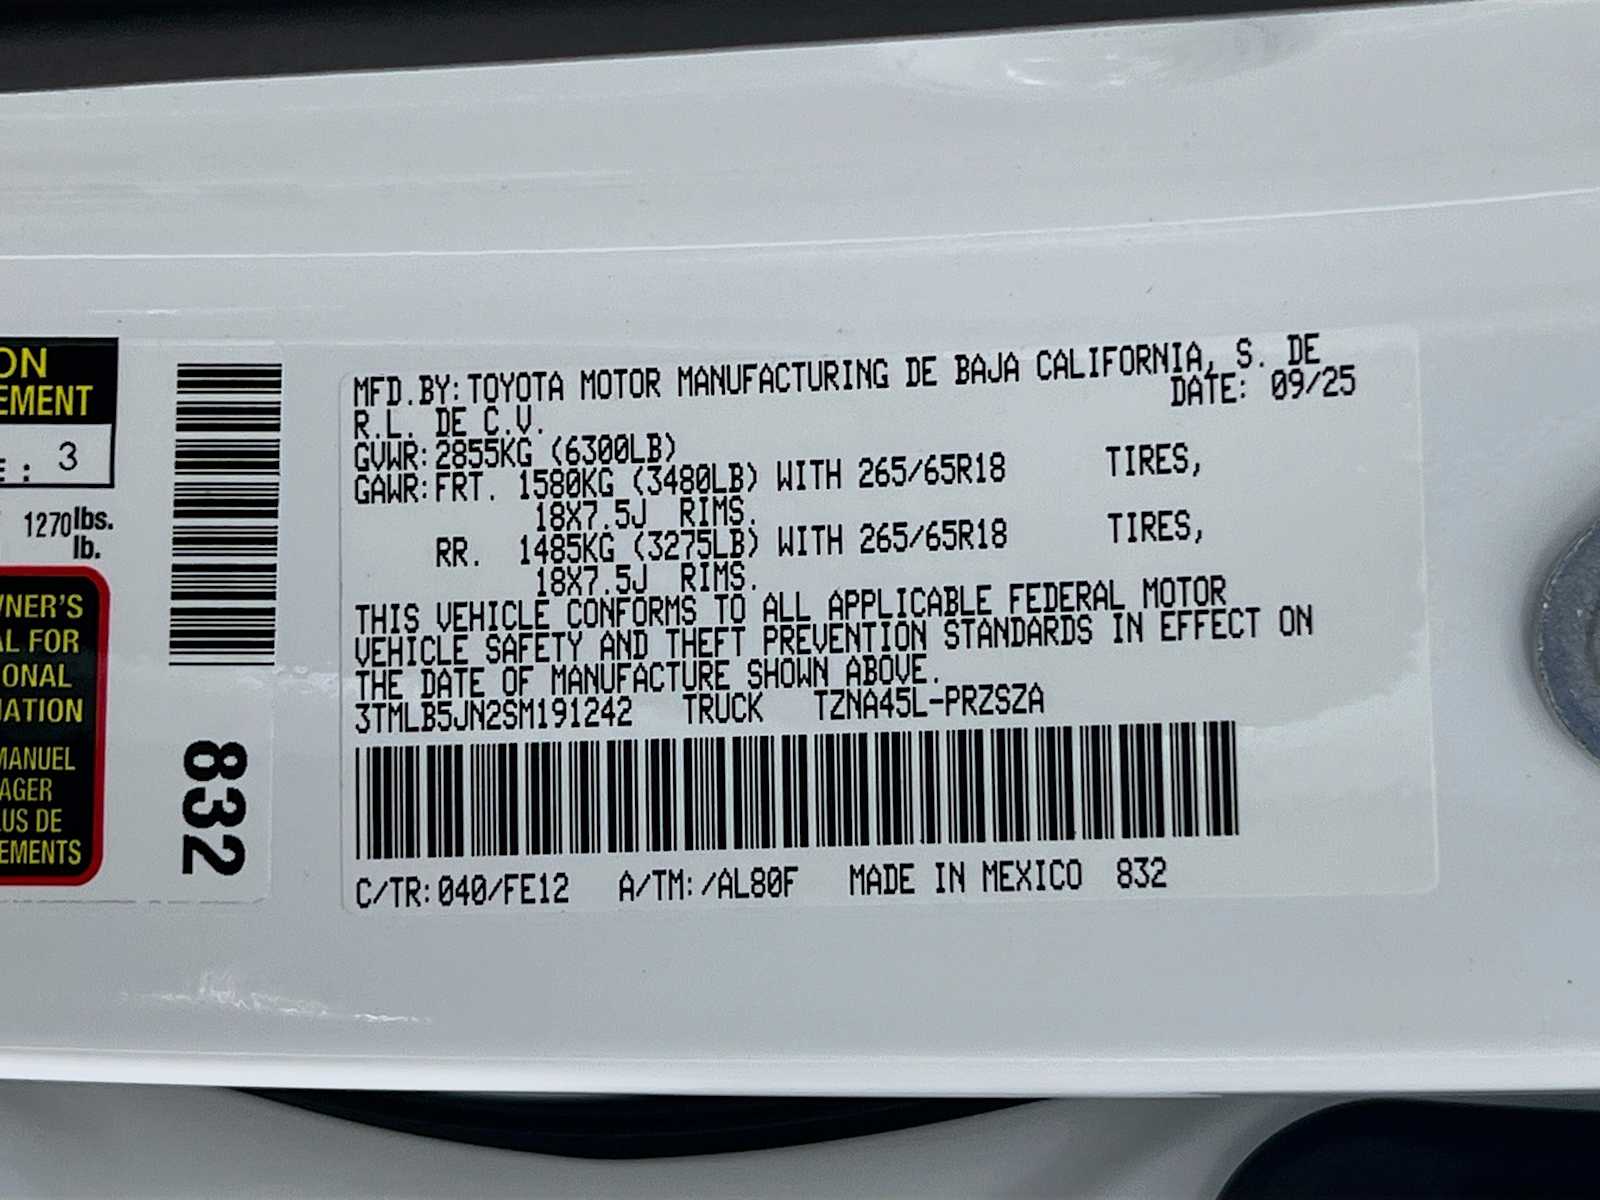 ON
EMENT
E : 3
1270 lbs.
lb.
WNER'S
AL FOR
IONAL
MATION
MANUEL
AGER
LUS DE
EMENTS
832
MFD.BY:TOYOTA MOTOR MANUFACTURING DE BAJA CALIFORNIA, S. DE
R.L. DE C.V. DATE: 09/25
GVWR:2855KG (6300LB)
GAWR:FRT. 1580KG (3480LB) WITH 265/65R18 TIRES,
18X7.5J RIMS.
RR. 1485KG (3275LB) WITH 265/65R18 TIRES,
18X7.5J RIMS.
THIS VEHICLE CONFORMS TO ALL APPLICABLE FEDERAL MOTOR
VEHICLE SAFETY AND THEFT PREVENTION STANDARDS IN EFFECT ON
THE DATE OF MANUFACTURE SHOWN ABOVE.
3TMLB5JN2SM191242 TRUCK TZNA45L-PRZSZA
C/TR:040/FE12 A/TM:/AL80F MADE IN MEXICO 832